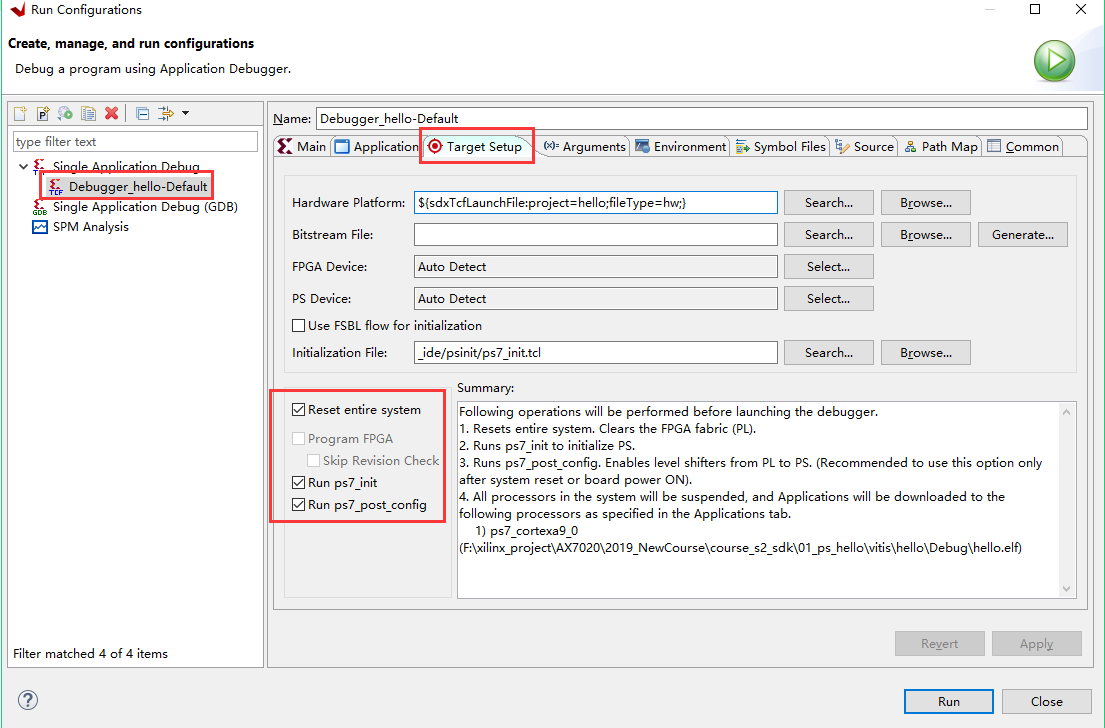 Run Configurations
Create, manage, and run configurations
Debug a program using Application Debugger.
type filter text
Single Application Debug
TCF Debugger_hello-Default
GDB Single Application Debug (GDB)
SPM Analysis
Filter matched 4 of 4 items
Name: Debugger_hello-Default
Main Application Target Setup (x)= Arguments Environment Symbol Files Source Path Map Common
Hardware Platform: ${sdxTcfLaunchFile:project=hello;fileType=hw;} Search... Browse...
Bitstream File: Search... Browse... Generate...
FPGA Device: Auto Detect Select...
PS Device: Auto Detect Select...
Use FSBL flow for initialization
Initialization File: _ide/psinit/ps7_init.tcl Search... Browse...
Reset entire system
Program FPGA
Skip Revision Check
Run ps7_init
Run ps7_post_config
Summary:
Following operations will be performed before launching the debugger.
1. Resets entire system. Clears the FPGA fabric (PL).
2. Runs ps7_init to initialize PS.
3. Runs ps7_post_config. Enables level shifters from PL to PS. (Recommended to use this option only
after system reset or board power ON).
4. All processors in the system will be suspended, and Applications will be downloaded to the
following processors as specified in the Applications tab.
1) ps7_cortexa9_0
(F:\xilinx_project\AX7020\2019_NewCourse\course_s2_sdk\01_ps_hello\vitis\hello\Debug\hello.elf)
Revert Apply
? Run Close